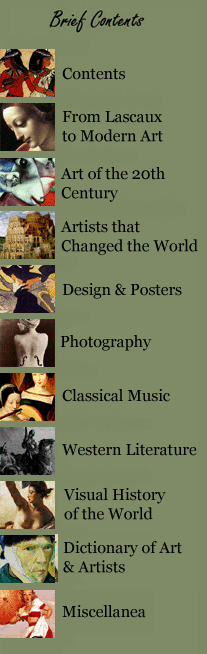 Brief Contents
Contents
From Lascaux
to Modern Art
Art of the 20th
Century
Artists that
Changed the World
Design & Posters
Photography
Classical Music
Western Literature
Visual History
of the World
Dictionary of Art
& Artists
Miscellanea